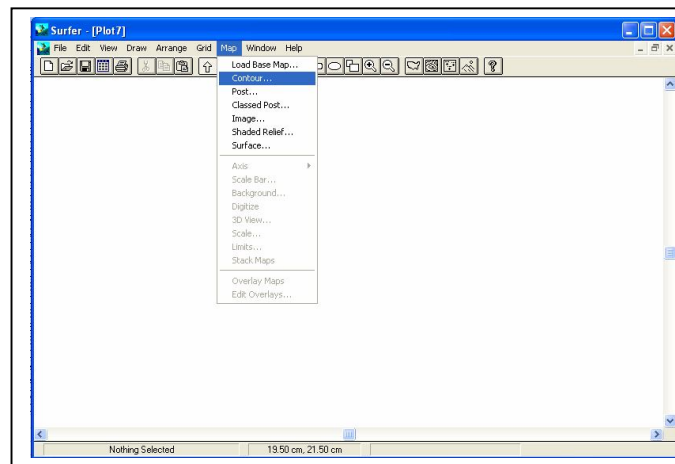 Surfer - [Plot7]
File Edit View Draw Arrange Grid Map Window Help
Load Base Map...
Contour...
Post...
Classed Post...
Image...
Shaded Relief...
Surface...
Axis
Scale Bar...
Background...
Digitize
3D View...
Scale...
Limits...
Stack Maps
Overlay Maps
Edit Overlays...
Nothing Selected 19.50 cm, 21.50 cm